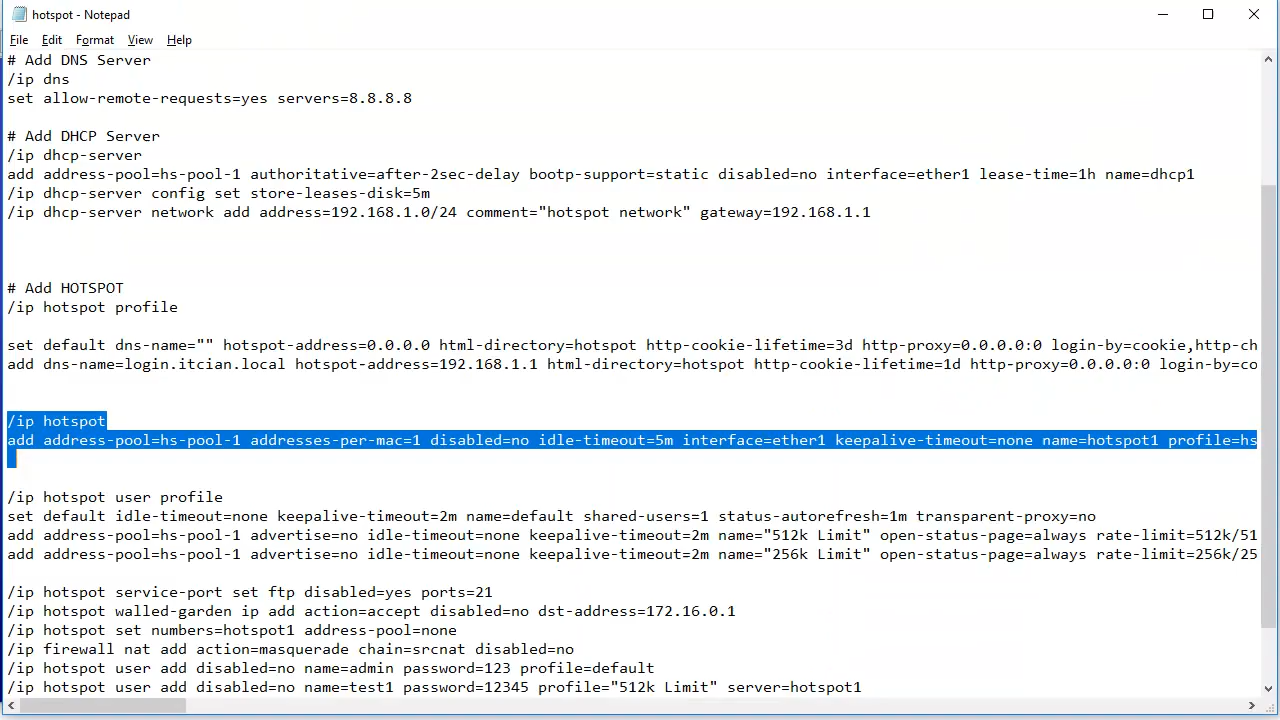 hotspot - Notepad
File Edit Format View Help
# Add DNS Server
/ip dns
set allow-remote-requests=yes servers=8.8.8.8
# Add DHCP Server
/ip dhcp-server
add address-pool=hs-pool-1 authoritative=after-2sec-delay bootp-support=static disabled=no interface=ether1 lease-time=1h name=dhcp1
/ip dhcp-server config set store-leases-disk=5m
/ip dhcp-server network add address=192.168.1.0/24 comment="hotspot network" gateway=192.168.1.1
# Add HOTSPOT
/ip hotspot profile
set default dns-name="" hotspot-address=0.0.0.0 html-directory=hotspot http-cookie-lifetime=3d http-proxy=0.0.0.0:0 login-by=cookie,http-ch
add dns-name=login.itcian.local hotspot-address=192.168.1.1 html-directory=hotspot http-cookie-lifetime=1d http-proxy=0.0.0.0:0 login-by=co
/ip hotspot
add address-pool=hs-pool-1 addresses-per-mac=1 disabled=no idle-timeout=5m interface=ether1 keepalive-timeout=none name=hotspot1 profile=hs
/ip hotspot user profile
set default idle-timeout=none keepalive-timeout=2m name=default shared-users=1 status-autorefresh=1m transparent-proxy=no
add address-pool=hs-pool-1 advertise=no idle-timeout=none keepalive-timeout=2m name="512k Limit" open-status-page=always rate-limit=512k/51
add address-pool=hs-pool-1 advertise=no idle-timeout=none keepalive-timeout=2m name="256k Limit" open-status-page=always rate-limit=256k/25
/ip hotspot service-port set ftp disabled=yes ports=21
/ip hotspot walled-garden ip add action=accept disabled=no dst-address=172.16.0.1
/ip hotspot set numbers=hotspot1 address-pool=none
/ip firewall nat add action=masquerade chain=srcnat disabled=no
/ip hotspot user add disabled=no name=admin password=123 profile=default
/ip hotspot user add disabled=no name=test1 password=12345 profile="512k Limit" server=hotspot1